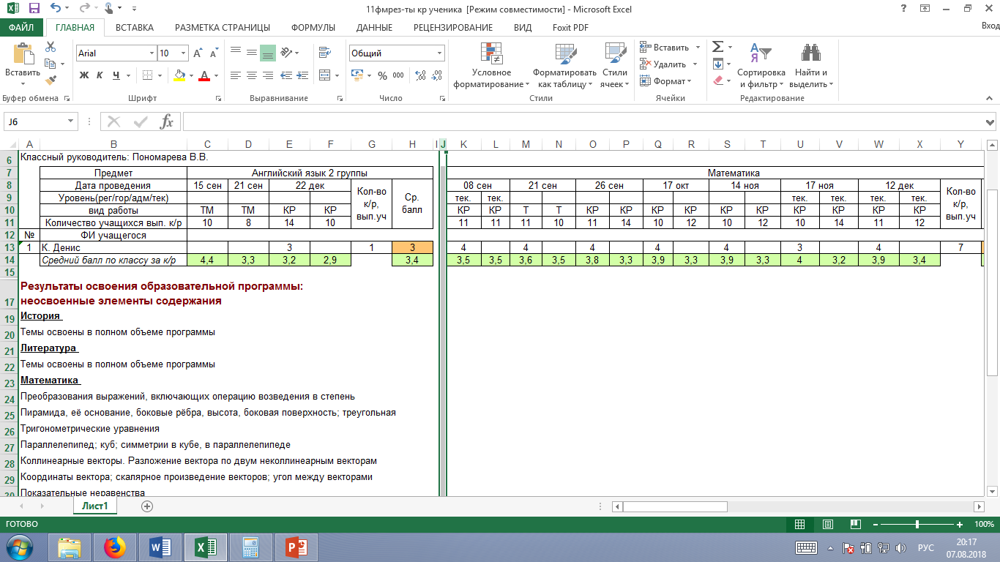 11фмрез-ты кр ученика [Режим совместимости] - Microsoft Excel
ФАЙЛ ГЛАВНАЯ ВСТАВКА РАЗМЕТКА СТРАНИЦЫ ФОРМУЛЫ ДАННЫЕ РЕЦЕНЗИРОВАНИЕ ВИД Foxit PDF Вход
Вставить
Arial 10
Ж К Ч
Общий
% 000
Условное форматирование
Форматировать как таблицу
Стили ячеек
Вставить
Удалить
Формат
Сортировка и фильтр
Найти и выделить
Буфер обмена Шрифт Выравнивание Число Стили Ячейки Редактирование
J6 fx
A B C D E F G H I J K L M N O P Q R S T U V W X Y
6 Классный руководитель: Пономарева В.В.
7 Предмет Английский язык 2 группы Математика
8 Дата проведения 15 сен 21 сен 22 дек Кол-во к/р, вып.уч Ср. балл 08 сен 21 сен 26 сен 17 окт 14 ноя 17 ноя 12 дек Кол-во к/р, вып.уч
9 Уровень(рег/гор/адм/тек) тек. тек. тек. тек. тек. тек.
10 вид работы ТМ ТМ КР КР КР КР Т Т КР КР КР КР КР КР КР КР КР КР
11 Количество учащихся вып. к/р 10 8 14 10 11 11 11 10 11 14 10 12 10 12 10 14 11 12
12 № ФИ учащегося
13 1 К. Денис 3 1 3 4 4 4 4 4 3 4 7
14 Средний балл по классу за к/р 4,4 3,3 3,2 2,9 3,4 3,5 3,5 3,6 3,5 3,8 3,3 3,9 3,3 3,9 3,3 4 3,2 3,9 3,4
15
Результаты освоения образовательной программы:
17 неосвоенные элементы содержания
19 История
20 Темы освоены в полном объеме программы
21 Литература
22 Темы освоены в полном объеме программы
23 Математика
24 Преобразования выражений, включающих операцию возведения в степень
25 Пирамида, её основание, боковые рёбра, высота, боковая поверхность; треугольная
26 Тригонометрические уравнения
27 Параллелепипед; куб; симметрии в кубе, в параллелепипеде
28 Коллинеарные векторы. Разложение вектора по двум неколлинеарным векторам
29 Координаты вектора; скалярное произведение векторов; угол между векторами
30 Показательные неравенства
Лист1
ГОТОВО 100%
РУС 20:17
07.08.2018